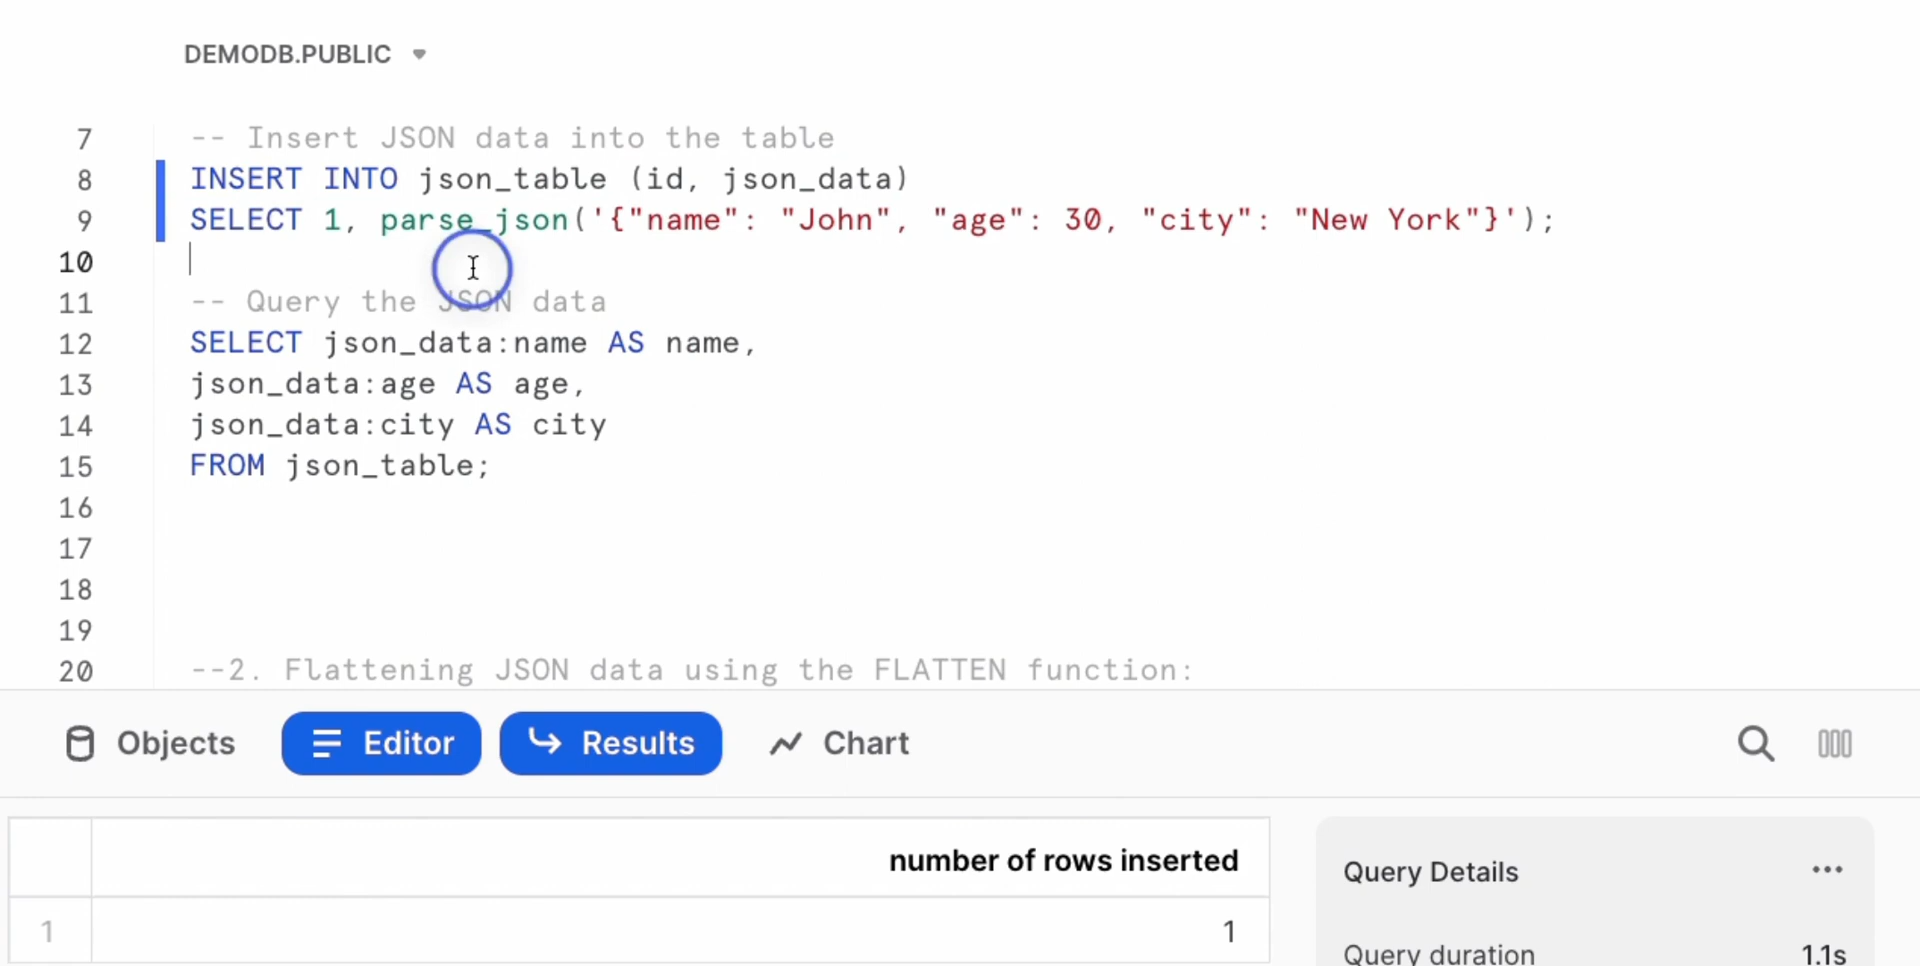 DEMODB.PUBLIC
7 -- Insert JSON data into the table
8 INSERT INTO json_table (id, json_data)
9 SELECT 1, parse_json('{"name": "John", "age": 30, "city": "New York"}');
10
11 -- Query the JSON data
12 SELECT json_data:name AS name,
13 json_data:age AS age,
14 json_data:city AS city
15 FROM json_table;
16
17
18
19
20 --2. Flattening JSON data using the FLATTEN function:
Objects Editor Results Chart
number of rows inserted
1 1
Query Details
Query duration 1.1s